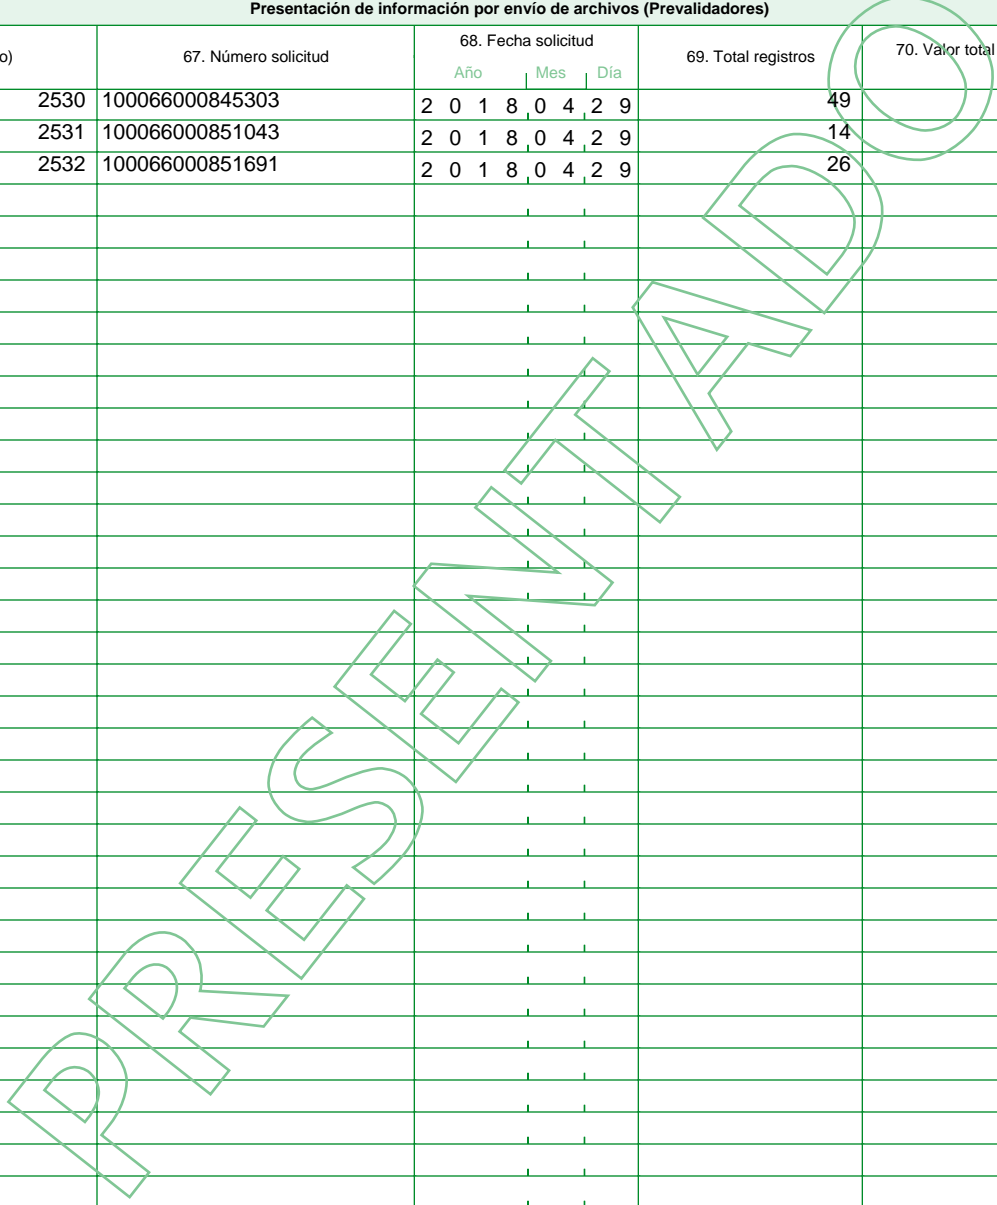 Presentación de información por envío de archivos (Prevalidadores)
o) 67. Número solicitud 68. Fecha solicitud 69. Total registros 70. Valor total
Año Mes Día
2530 100066000845303 2 0 1 8 0 4 2 9 49
2531 100066000851043 2 0 1 8 0 4 2 9 14
2532 100066000851691 2 0 1 8 0 4 2 9 26
PRESENTADO